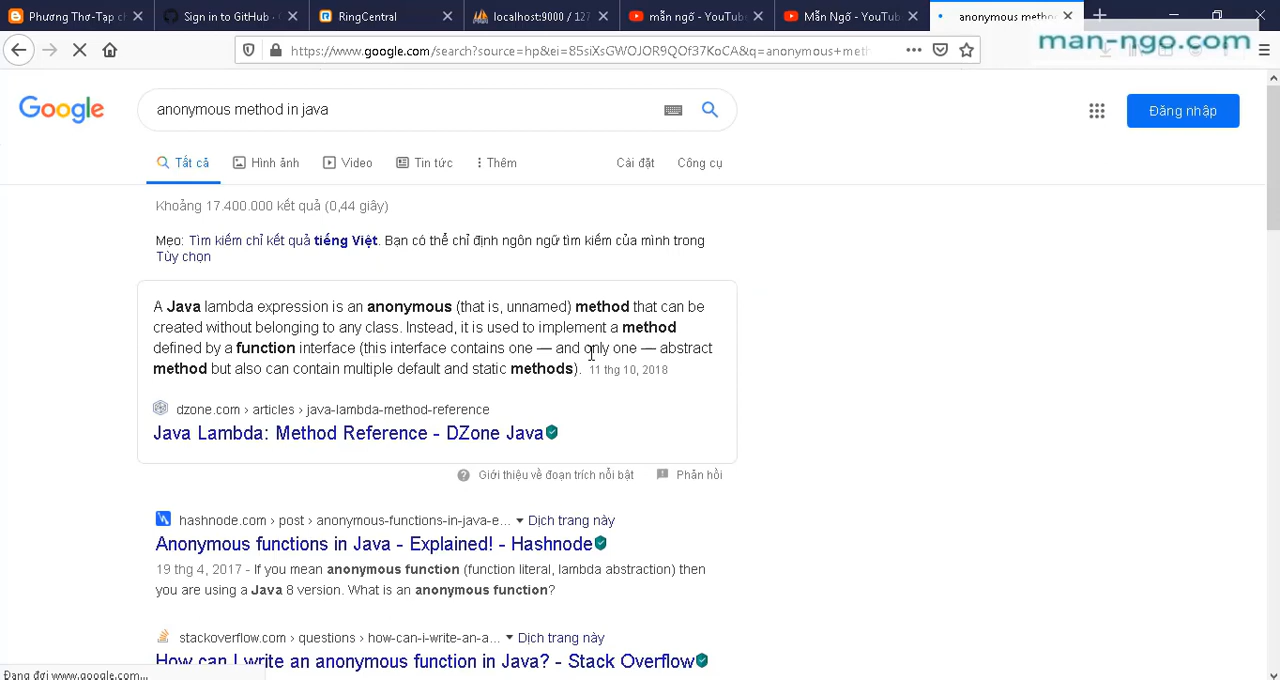 Phương Thơ-Tạp ch
Sign in to GitHub ·
RingCentral
localhost:9000 / 127
mẫn ngố - YouTub
Mẫn Ngố - YouTub
anonymous metho
man-ngo.com
https://www.google.com/search?source=hp&ei=85siXsGWOJOR9QOf37KoCA&q=anonymous+meth
Google
anonymous method in java
Đăng nhập
Tất cả
Hình ảnh
Video
Tin tức
Thêm
Cài đặt
Công cụ
Khoảng 17.400.000 kết quả (0,44 giây)
Mẹo: Tìm kiếm chỉ kết quả tiếng Việt. Bạn có thể chỉ định ngôn ngữ tìm kiếm của mình trong
Tùy chọn
A Java lambda expression is an anonymous (that is, unnamed) method that can be
created without belonging to any class. Instead, it is used to implement a method
defined by a function interface (this interface contains one — and only one — abstract
method but also can contain multiple default and static methods). 11 thg 10, 2018
dzone.com › articles › java-lambda-method-reference
Java Lambda: Method Reference - DZone Java
Giới thiệu về đoạn trích nổi bật
Phản hồi
hashnode.com › post › anonymous-functions-in-java-e... ▾ Dịch trang này
Anonymous functions in Java - Explained! - Hashnode
19 thg 4, 2017 - If you mean anonymous function (function literal, lambda abstraction) then
you are using a Java 8 version. What is an anonymous function?
stackoverflow.com › questions › how-can-i-write-an-a... ▾ Dịch trang này
How can I write an anonymous function in Java? - Stack Overflow
Đang đợi www.google.com...